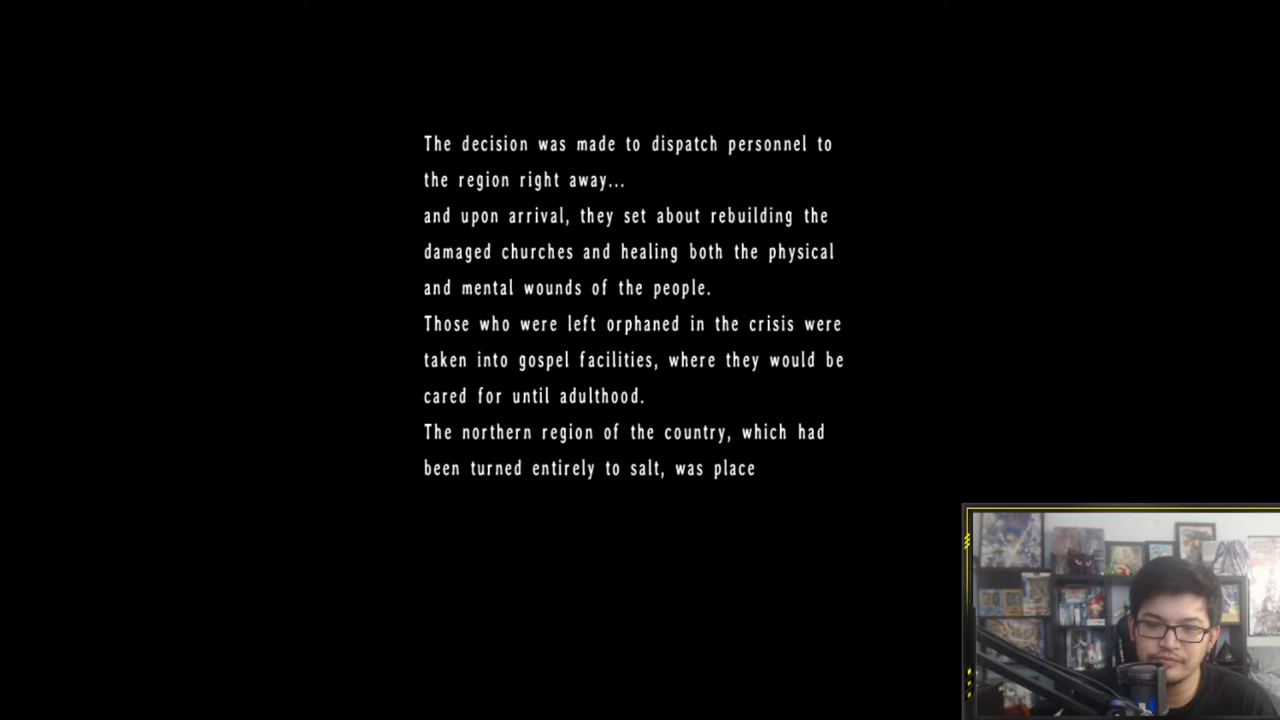 The decision was made to dispatch personnel to
the region right away...
and upon arrival, they set about rebuilding the
damaged churches and healing both the physical
and mental wounds of the people.
Those who were left orphaned in the crisis were
taken into gospel facilities, where they would be
cared for until adulthood.
The northern region of the country, which had
been turned entirely to salt, was place